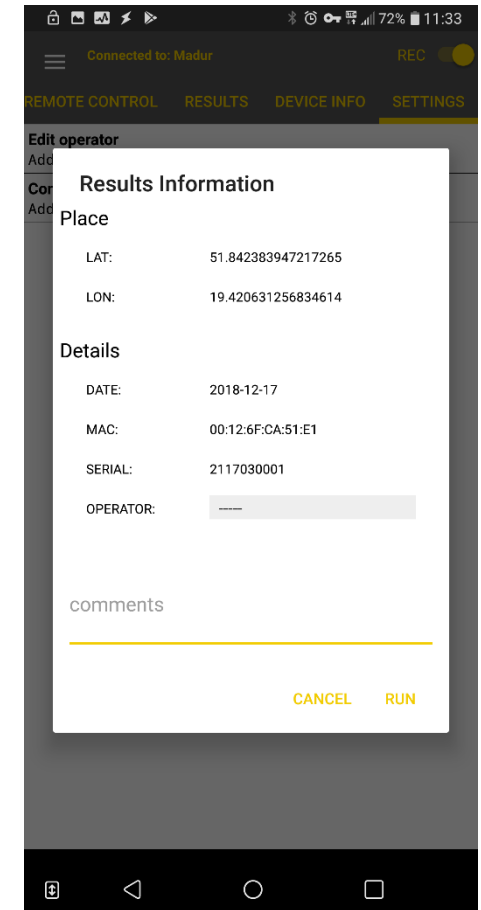 72% 11:33
Connected to: Madur REC
REMOTE CONTROL RESULTS DEVICE INFO SETTINGS
Edit operator
Add
Cor
Add
Results Information
Place
LAT: 51.842383947217265
LON: 19.420631256834614
Details
DATE: 2018-12-17
MAC: 00:12:6F:CA:51:E1
SERIAL: 2117030001
OPERATOR: -----
comments
CANCEL RUN